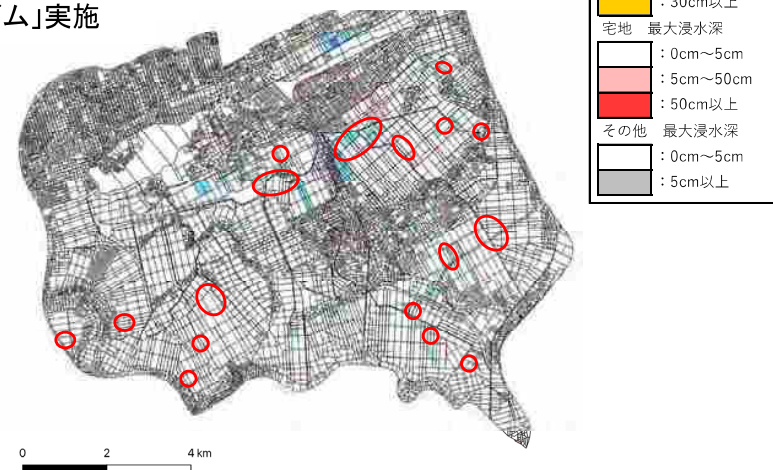 ム」実施
：30cm以上
宅地　最大浸水深
：0cm～5cm
：5cm～50cm
：50cm以上
その他　最大浸水深
：0cm～5cm
：5cm以上
0 2 4 km